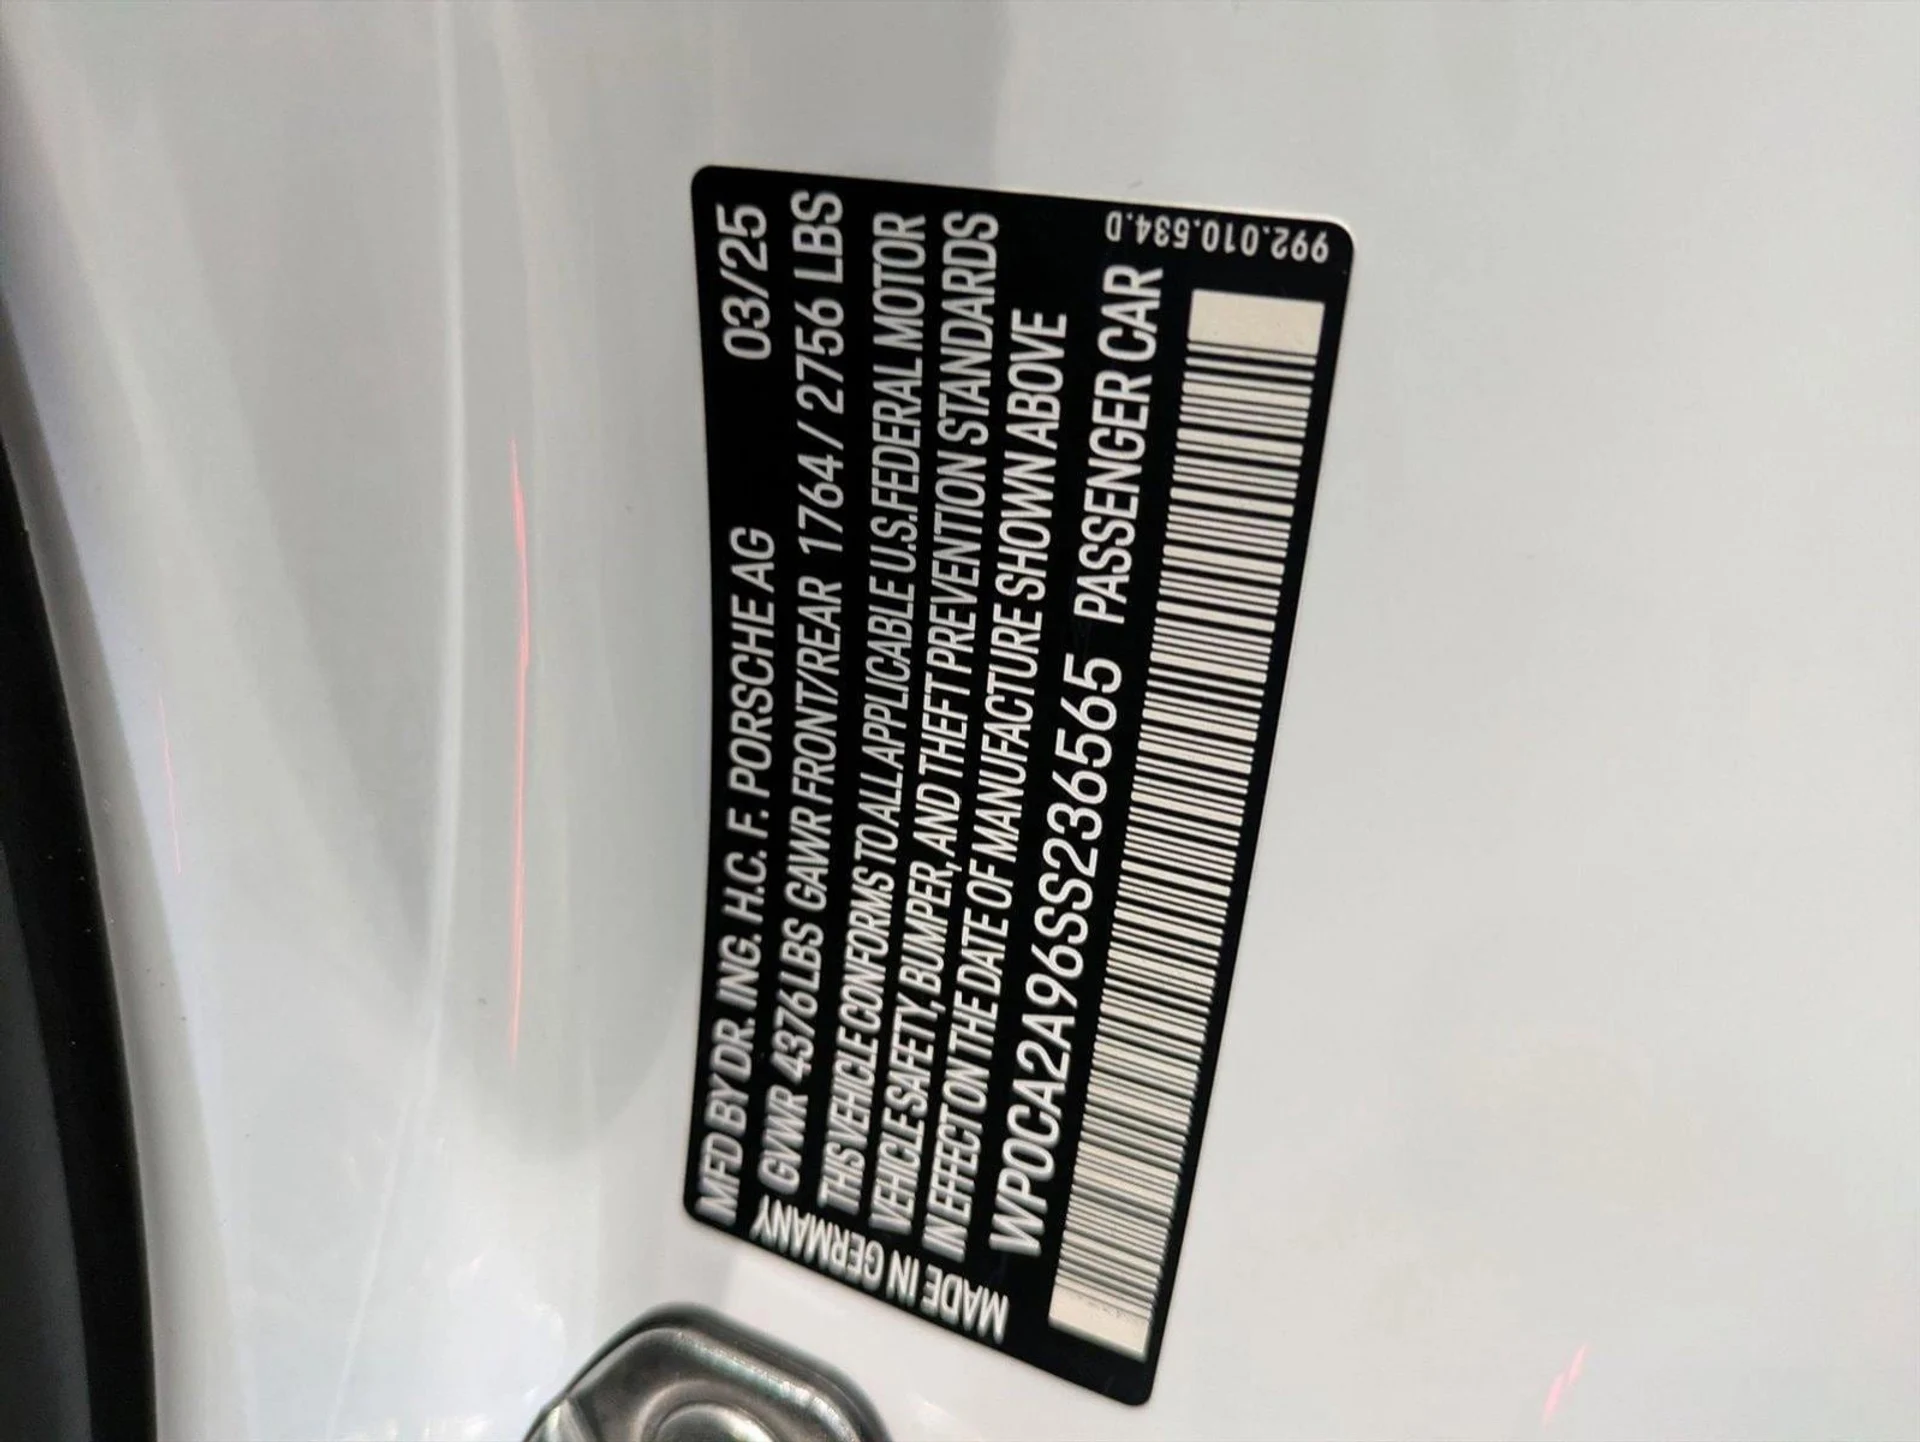 MFD BY DR. ING. H.C. F. PORSCHE AG 03/25
GVWR 4376LBS GAWR FRONT/REAR 1764 / 2756 LBS
THIS VEHICLE CONFORMS TO ALL APPLICABLE U.S. FEDERAL MOTOR
VEHICLE SAFETY, BUMPER, AND THEFT PREVENTION STANDARDS
IN EFFECT ON THE DATE OF MANUFACTURE SHOWN ABOVE
WP0CA2A96SS236565 PASSENGER CAR
MADE IN GERMANY
992.010.534.D